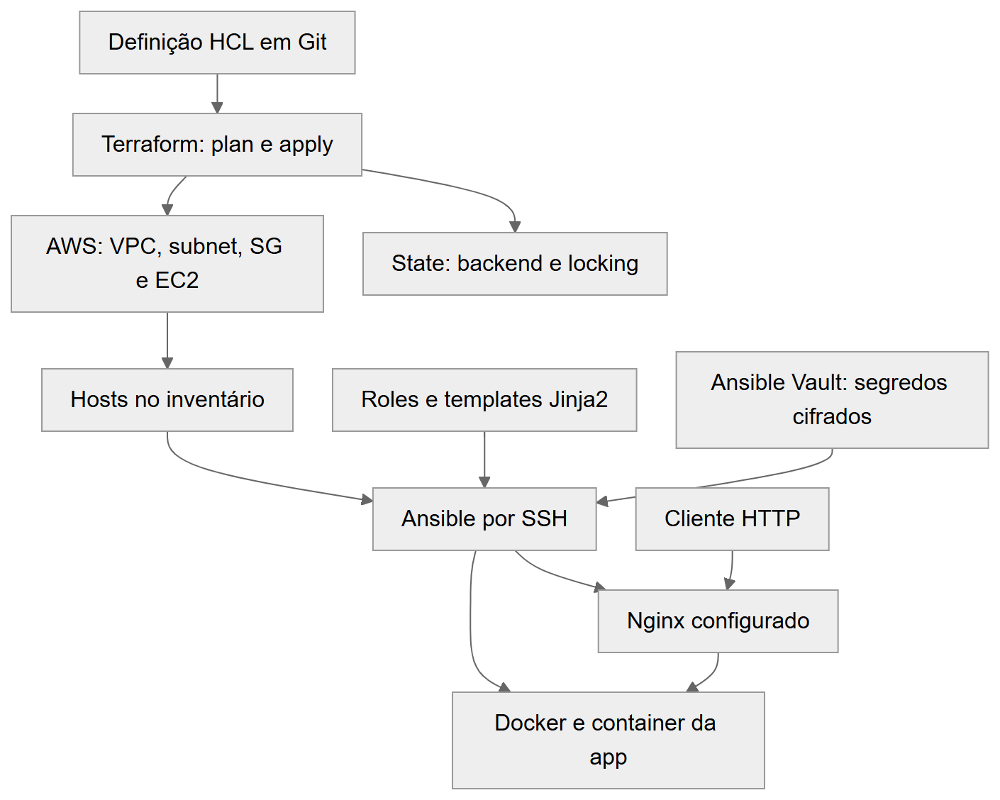 Definição HCL em Git
Terraform: plan e apply
AWS: VPC, subnet, SG
e EC2
State: backend e locking
Hosts no inventário
Roles e templates Jinja2
Ansible Vault: segredos
cifrados
Ansible por SSH
Cliente HTTP
Nginx configurado
Docker e container da
app